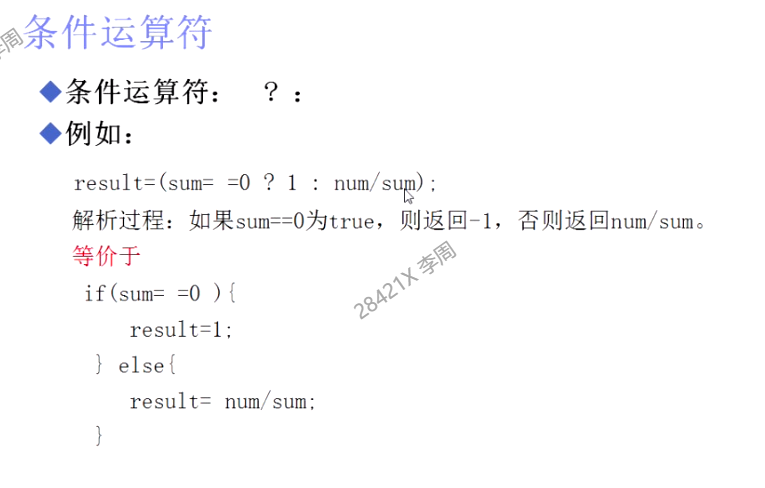 条件运算符
条件运算符： ？：
例如：
result=(sum= =0 ? 1 : num/sum);
解析过程：如果sum==0为true，则返回-1，否则返回num/sum。
等价于
if(sum= =0 ){
result=1;
} else{
result= num/sum;
}
28421X 李周
李周